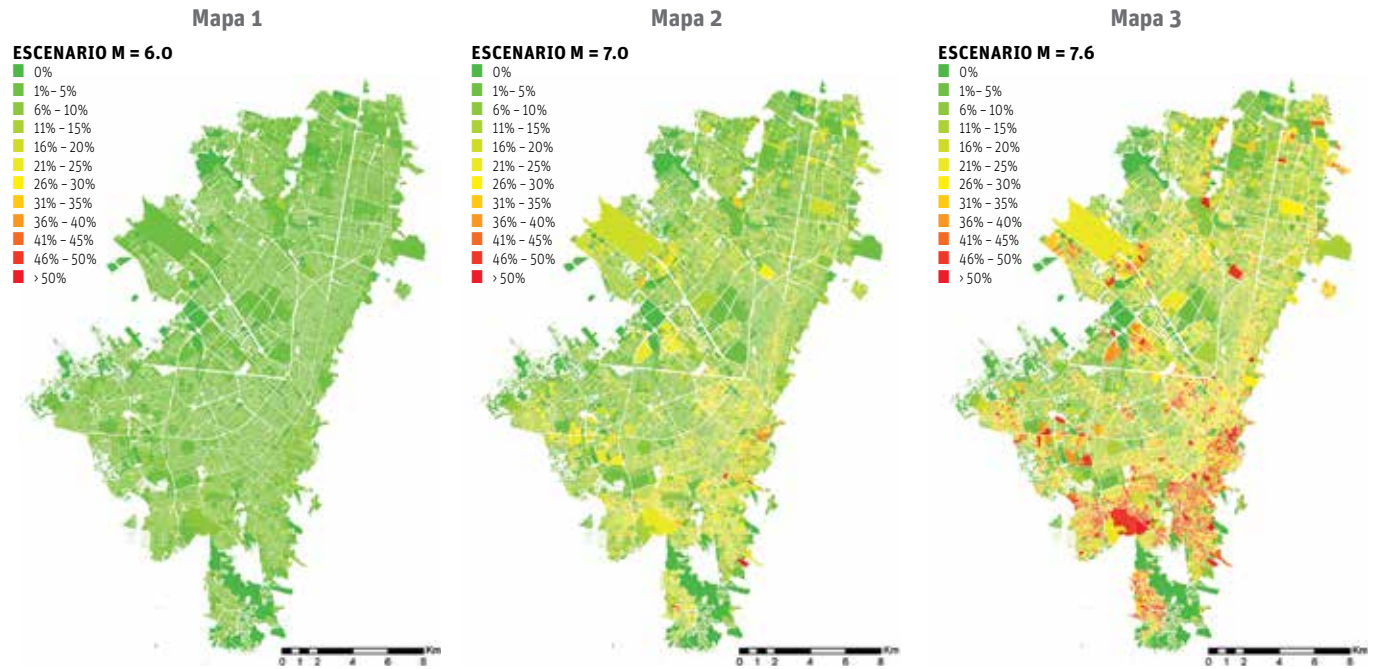 Mapa 1
ESCENARIO M = 6.0
0%
1%– 5%
6% – 10%
11% – 15%
16% – 20%
21% – 25%
26% – 30%
31% – 35%
36% – 40%
41% – 45%
46% – 50%
> 50%
0 1 2 4 6 8 Km
Mapa 2
ESCENARIO M = 7.0
0%
1%– 5%
6% – 10%
11% – 15%
16% – 20%
21% – 25%
26% – 30%
31% – 35%
36% – 40%
41% – 45%
46% – 50%
> 50%
0 1 2 4 6 8 Km
Mapa 3
ESCENARIO M = 7.6
0%
1%– 5%
6% – 10%
11% – 15%
16% – 20%
21% – 25%
26% – 30%
31% – 35%
36% – 40%
41% – 45%
46% – 50%
> 50%
0 1 2 4 6 8 Km